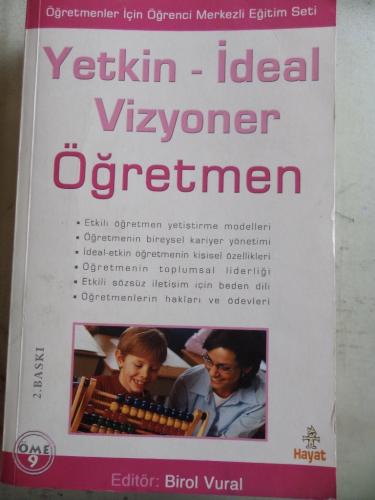 Öğretmenler İçin Öğrenci Merkezli Eğitim Seti
Yetkin - İdeal
Vizyoner
Öğretmen
▪ Etkili öğretmen yetiştirme modelleri
▪ Öğretmenin bireysel kariyer yönetimi
▪ İdeal-etkin öğretmenin kişisel özellikleri
▪ Öğretmenin toplumsal liderliği
▪ Etkili sözsüz iletişim için beden dili
▪ Öğretmenlerin hakları ve ödevleri
2. BASKI
ÖME
9
Hayat
Editör: Birol Vural